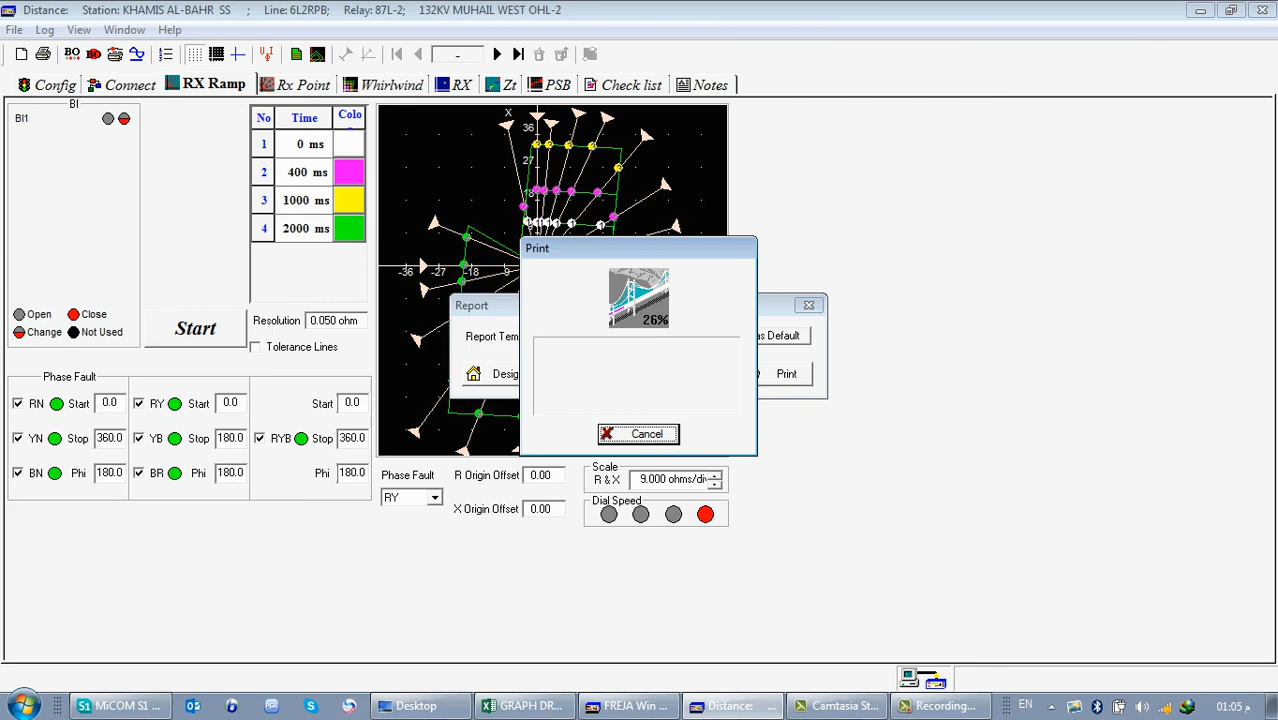 Distance: Station: KHAMIS AL-BAHR SS ; Line: 6L2RPB; Relay: 87L-2; 132KV MUHAIL WEST OHL-2
File Log View Window Help
BO
-
Config Connect RX Ramp Rx Point Whirlwind RX Zt PSB Check list Notes
BI
BI1
No Time Colo
1 0 ms
2 400 ms
3 1000 ms
4 2000 ms
X
36
27
18
-36 -27 -18 -9
Open Close
Change Not Used
Start
Resolution 0.050 ohm
Tolerance Lines
Print
26%
Cancel
Report
Report Tem
as Default
Desig
Print
Phase Fault
RN Start 0.0 RY Start 0.0 Start 0.0
YN Stop 360.0 YB Stop 180.0 RYB Stop 360.0
BN Phi 180.0 BR Phi 180.0 Phi 180.0
Phase Fault R Origin Offset 0.00
RY
X Origin Offset 0.00
Scale
R & X 9.000 ohms/di
Dial Speed
MiCOM S1 ... Desktop GRAPH DR... FREJA Win ... Distance: ... Camtasia St... Recording... EN 01:05 م